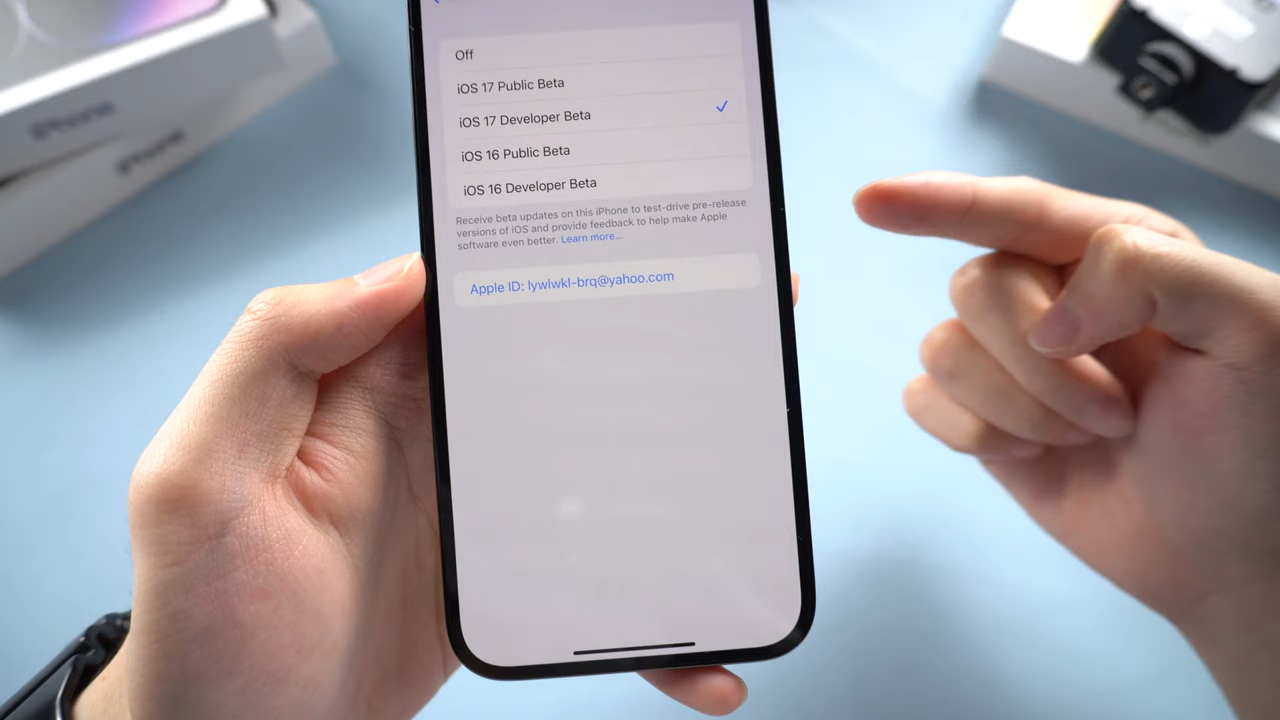 Off
iOS 17 Public Beta
iOS 17 Developer Beta
iOS 16 Public Beta
iOS 16 Developer Beta
Receive beta updates on this iPhone to test-drive pre-release
versions of iOS and provide feedback to help make Apple
software even better. Learn more...
Apple ID: lywlwkl-brq@yahoo.com
iPhone
iPhone